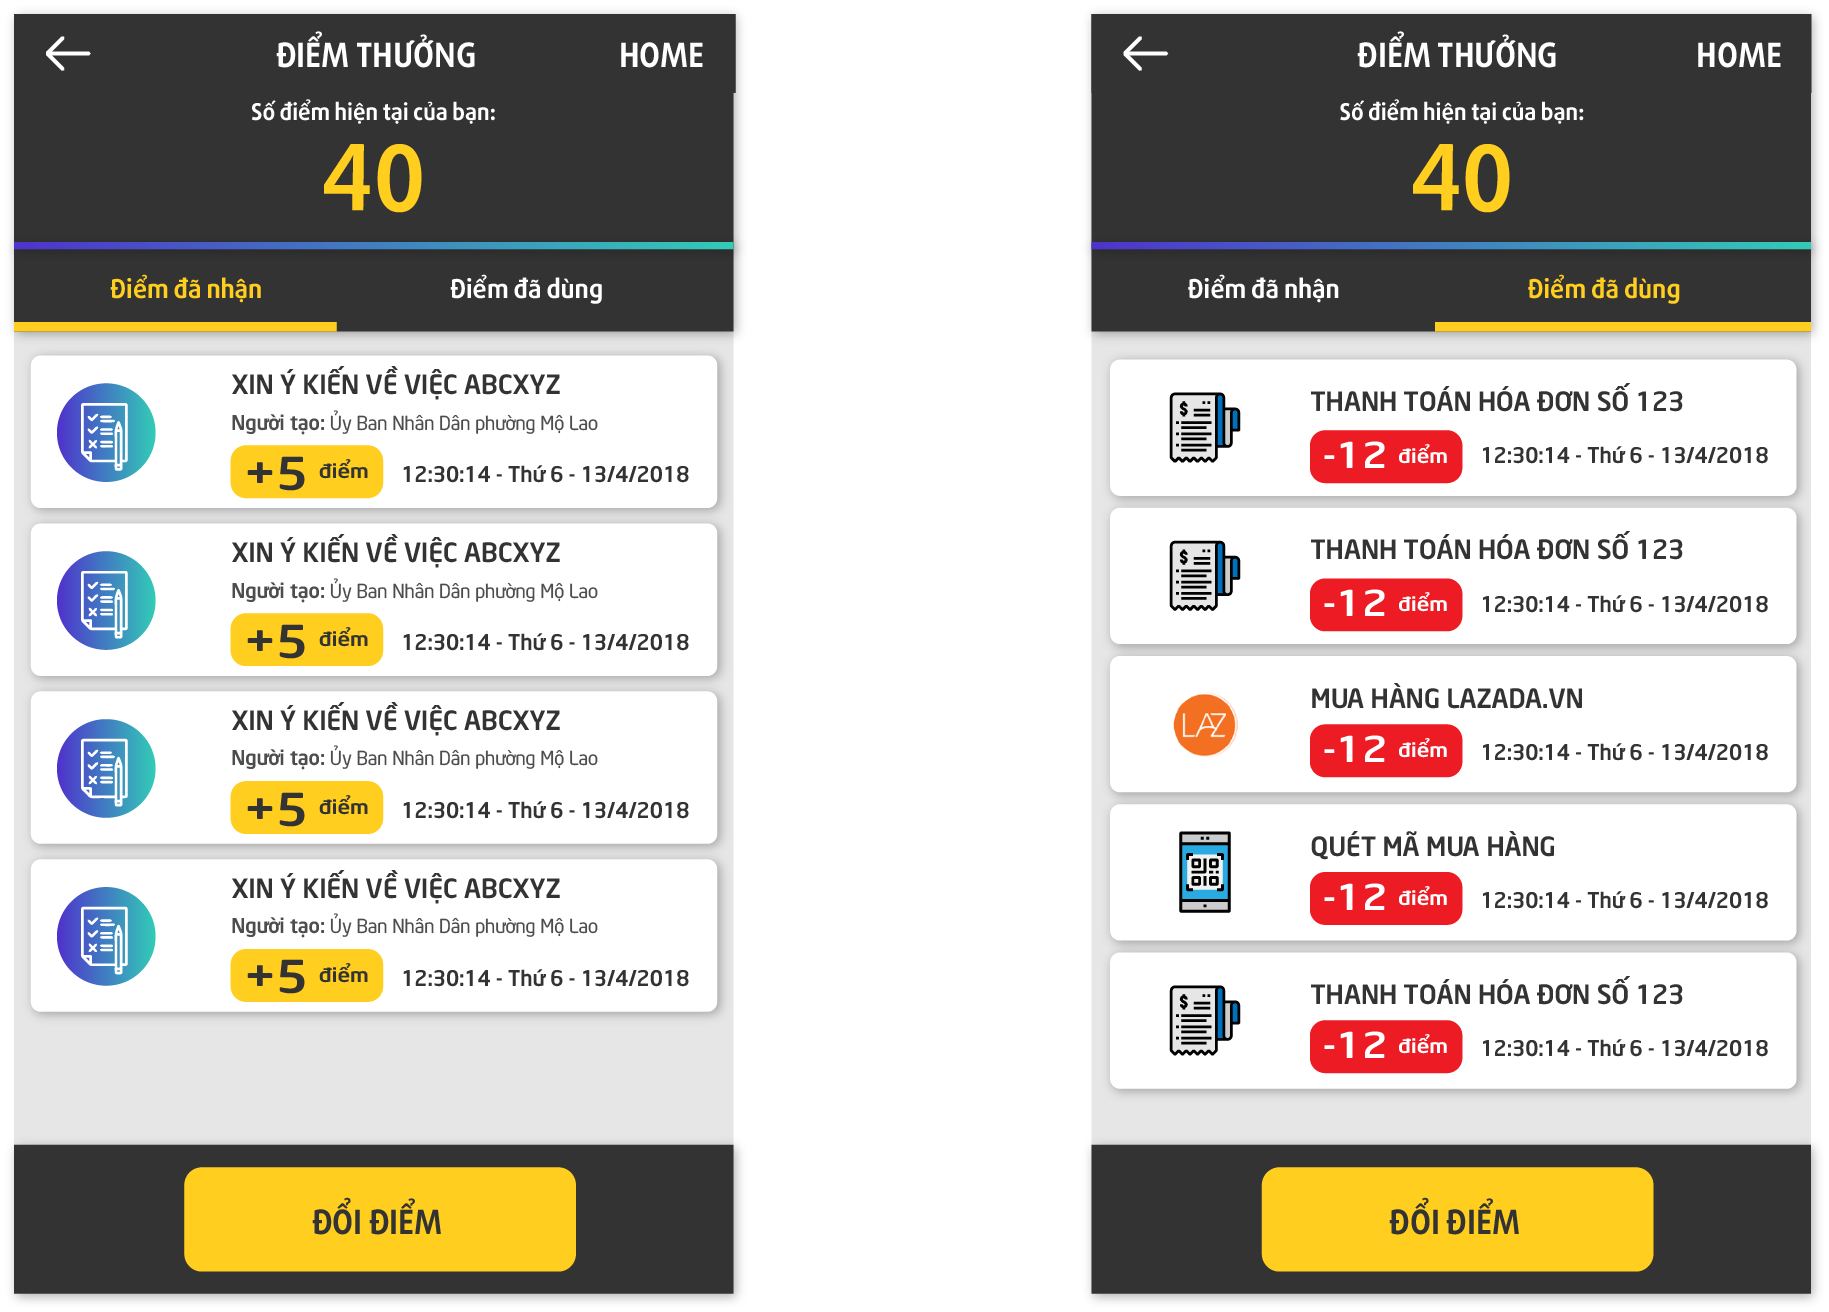 ĐIỂM THƯỞNG HOME
Số điểm hiện tại của bạn:
40
Điểm đã nhận Điểm đã dùng
XIN Ý KIẾN VỀ VIỆC ABCXYZ
Người tạo: Ủy Ban Nhân Dân phường Mộ Lao
+5 điểm 12:30:14 - Thứ 6 - 13/4/2018
XIN Ý KIẾN VỀ VIỆC ABCXYZ
Người tạo: Ủy Ban Nhân Dân phường Mộ Lao
+5 điểm 12:30:14 - Thứ 6 - 13/4/2018
XIN Ý KIẾN VỀ VIỆC ABCXYZ
Người tạo: Ủy Ban Nhân Dân phường Mộ Lao
+5 điểm 12:30:14 - Thứ 6 - 13/4/2018
XIN Ý KIẾN VỀ VIỆC ABCXYZ
Người tạo: Ủy Ban Nhân Dân phường Mộ Lao
+5 điểm 12:30:14 - Thứ 6 - 13/4/2018
ĐỔI ĐIỂM
ĐIỂM THƯỞNG HOME
Số điểm hiện tại của bạn:
40
Điểm đã nhận Điểm đã dùng
$
THANH TOÁN HÓA ĐƠN SỐ 123
-12 điểm 12:30:14 - Thứ 6 - 13/4/2018
$
THANH TOÁN HÓA ĐƠN SỐ 123
-12 điểm 12:30:14 - Thứ 6 - 13/4/2018
LAZ
MUA HÀNG LAZADA.VN
-12 điểm 12:30:14 - Thứ 6 - 13/4/2018
QUÉT MÃ MUA HÀNG
-12 điểm 12:30:14 - Thứ 6 - 13/4/2018
$
THANH TOÁN HÓA ĐƠN SỐ 123
-12 điểm 12:30:14 - Thứ 6 - 13/4/2018
ĐỔI ĐIỂM